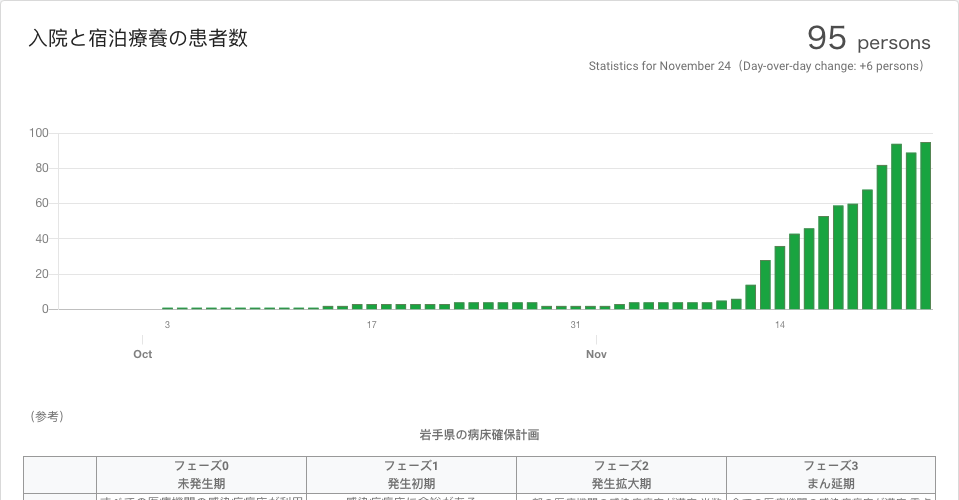 入院と宿泊療養の患者数
95 persons
Statistics for November 24（Day-over-day change: +6 persons）
100
80
60
40
20
0
3 17 31 14
Oct Nov
（参考）
岩手県の病床確保計画
フェーズ0 フェーズ1 フェーズ2 フェーズ3
未発生期 発生初期 発生拡大期 まん延期